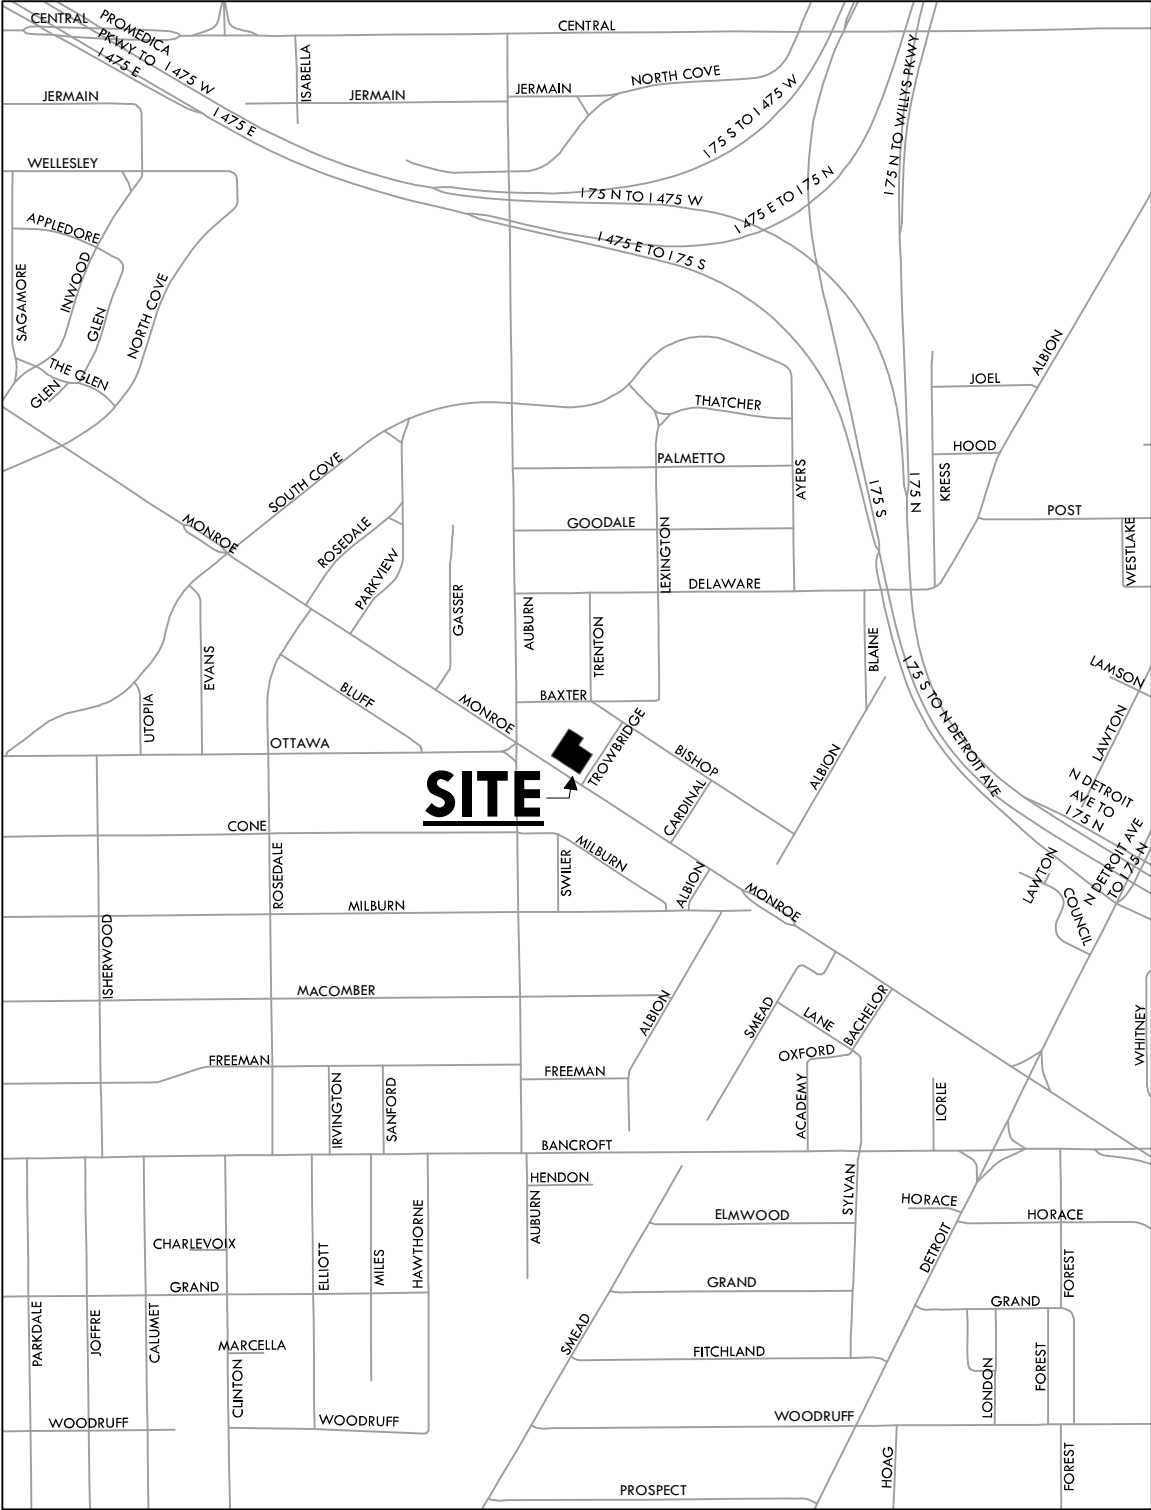 CENTRAL
PROMEDICA
PKWY TO I 475 W
I 475 E
CENTRAL
ISABELLA
JERMAIN
JERMAIN
JERMAIN
NORTH COVE
I 475 E
I 75 S TO I 475 W
I 75 N TO WILLYS PKWY
WELLESLEY
I 75 N TO I 475 W
I 475 E TO I 75 N
I 475 E TO I 75 S
APPLEDORE
SAGAMORE
INWOOD
GLEN
NORTH COVE
THE GLEN
GLEN
ALBION
JOEL
THATCHER
HOOD
PALMETTO
AYERS
KRESS
SOUTH COVE
I 75 S
I 75 N
POST
MONROE
ROSEDALE
GOODALE
LEXINGTON
WESTLAKE
PARKVIEW
GASSER
DELAWARE
AUBURN
TRENTON
BLAINE
EVANS
UTOPIA
BLUFF
BAXTER
MONROE
I 75 S TO N DETROIT AVE
LAMSON
LAWTON
OTTAWA
TROWBRIDGE
BISHOP
ALBION
SITE
CARDINAL
N DETROIT
AVE TO
I 75 N
CONE
ROSEDALE
SWILER
MILBURN
ALBION
MONROE
LAWTON
COUNCIL
N DETROIT AVE
TO I 75 N
MILBURN
ISHERWOOD
MACOMBER
ALBION
SMEAD
LANE
BACHELOR
WHITNEY
FREEMAN
FREEMAN
OXFORD
IRVINGTON
SANFORD
ACADEMY
LORLE
BANCROFT
HENDON
AUBURN
SYLVAN
HORACE
HORACE
ELMWOOD
CHARLEVOIX
ELLIOTT
MILES
HAWTHORNE
DETROIT
FOREST
GRAND
GRAND
GRAND
PARKDALE
JOFFRE
CALUMET
MARCELLA
CLINTON
SMEAD
FITCHLAND
LONDON
FOREST
WOODRUFF
WOODRUFF
WOODRUFF
HOAG
FOREST
PROSPECT